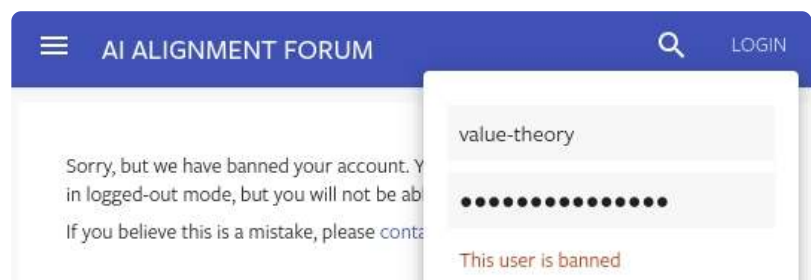 AI ALIGNMENT FORUM
LOGIN
Sorry, but we have banned your account. Y
in logged-out mode, but you will not be ab
If you believe this is a mistake, please conta
value-theory
●●●●●●●●●●●●●●●
This user is banned